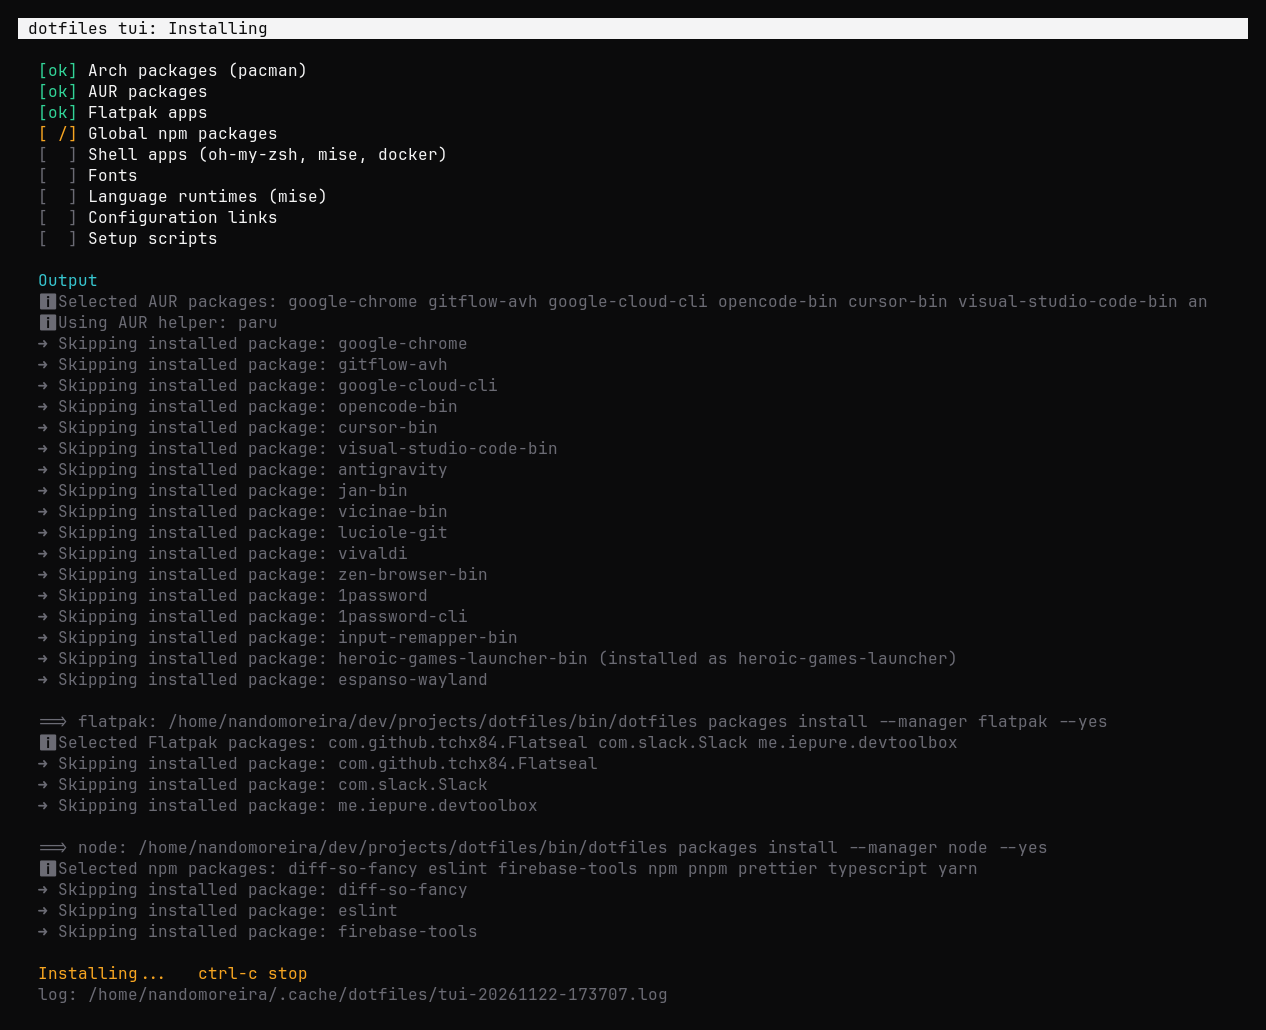 dotfiles tui: Installing
[ok] Arch packages (pacman)
[ok] AUR packages
[ok] Flatpak apps
[ /] Global npm packages
[  ] Shell apps (oh-my-zsh, mise, docker)
[  ] Fonts
[  ] Language runtimes (mise)
[  ] Configuration links
[  ] Setup scripts
Output
ℹSelected AUR packages: google-chrome gitflow-avh google-cloud-cli opencode-bin cursor-bin visual-studio-code-bin an
ℹUsing AUR helper: paru
→ Skipping installed package: google-chrome
→ Skipping installed package: gitflow-avh
→ Skipping installed package: google-cloud-cli
→ Skipping installed package: opencode-bin
→ Skipping installed package: cursor-bin
→ Skipping installed package: visual-studio-code-bin
→ Skipping installed package: antigravity
→ Skipping installed package: jan-bin
→ Skipping installed package: vicinae-bin
→ Skipping installed package: luciole-git
→ Skipping installed package: vivaldi
→ Skipping installed package: zen-browser-bin
→ Skipping installed package: 1password
→ Skipping installed package: 1password-cli
→ Skipping installed package: input-remapper-bin
→ Skipping installed package: heroic-games-launcher-bin (installed as heroic-games-launcher)
→ Skipping installed package: espanso-wayland
==> flatpak: /home/nandomoreira/dev/projects/dotfiles/bin/dotfiles packages install --manager flatpak --yes
ℹSelected Flatpak packages: com.github.tchx84.Flatseal com.slack.Slack me.iepure.devtoolbox
→ Skipping installed package: com.github.tchx84.Flatseal
→ Skipping installed package: com.slack.Slack
→ Skipping installed package: me.iepure.devtoolbox
==> node: /home/nandomoreira/dev/projects/dotfiles/bin/dotfiles packages install --manager node --yes
ℹSelected npm packages: diff-so-fancy eslint firebase-tools npm pnpm prettier typescript yarn
→ Skipping installed package: diff-so-fancy
→ Skipping installed package: eslint
→ Skipping installed package: firebase-tools
Installing...   ctrl-c stop
log: /home/nandomoreira/.cache/dotfiles/tui-20261122-173707.log